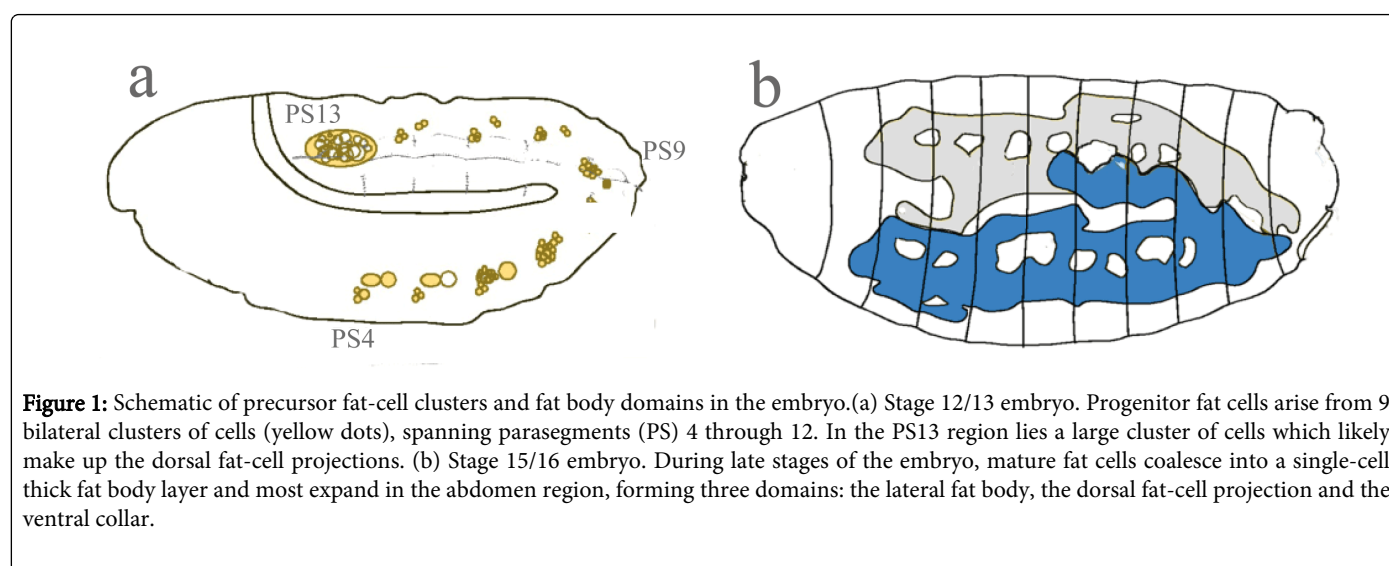 a
b
PS13
PS9
PS4
Figure 1: Schematic of precursor fat-cell clusters and fat body domains in the embryo.(a) Stage 12/13 embryo. Progenitor fat cells arise from 9
bilateral clusters of cells (yellow dots), spanning parasegments (PS) 4 through 12. In the PS13 region lies a large cluster of cells which likely
make up the dorsal fat-cell projections. (b) Stage 15/16 embryo. During late stages of the embryo, mature fat cells coalesce into a single-cell
thick fat body layer and most expand in the abdomen region, forming three domains: the lateral fat body, the dorsal fat-cell projection and the
ventral collar.